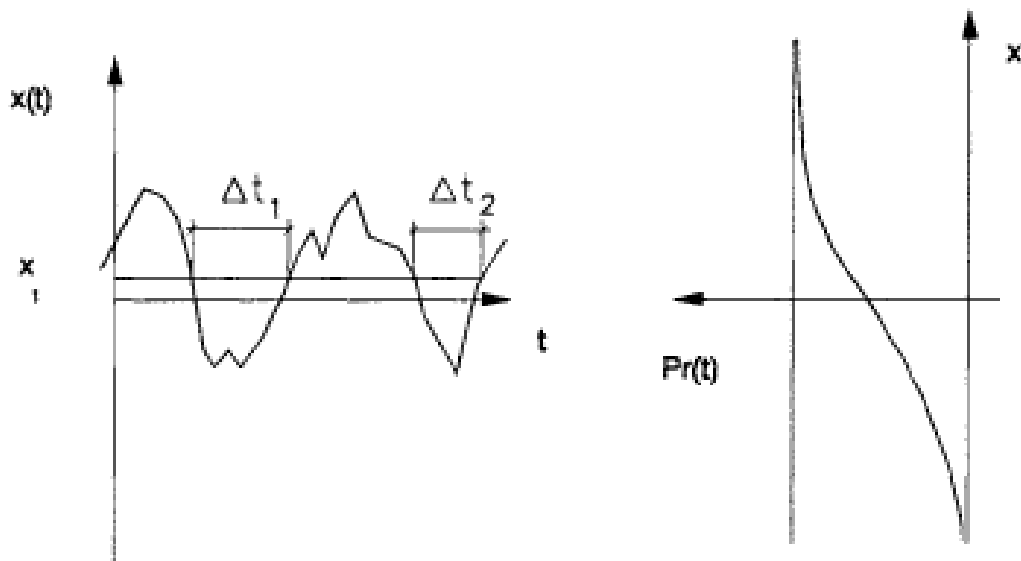 x(t)
Δt₁
Δt₂
x₁
t
x
Pr(t)